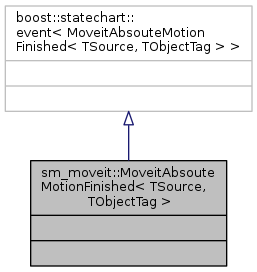 boost::statechart::
event< MoveitAbsouteMotion
Finished< TSource, TObjectTag > >
sm_moveit::MoveitAbsoute
MotionFinished< TSource,
TObjectTag >